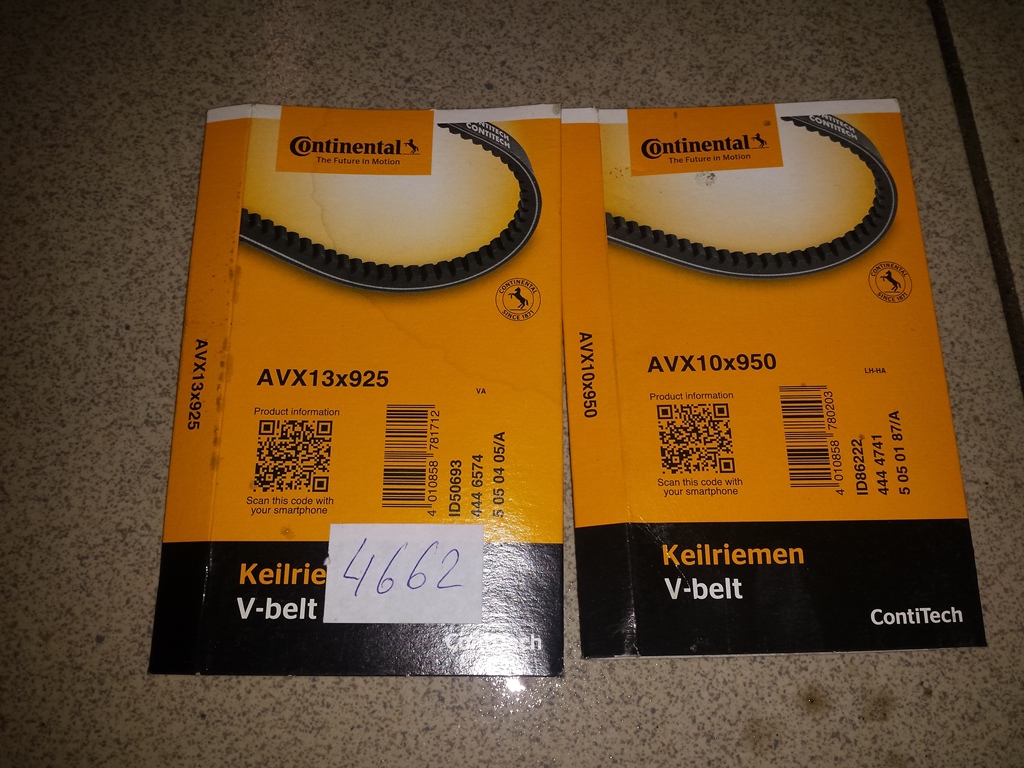 CONTITECH
CONTITECH
Continental
The Future in Motion
CONTINENTAL
SINCE 1871
AVX13x925
AVX13x925
VA
Product information
Scan this code with
your smartphone
4 010858 781712
ID50693
444 6574
5 05 04 05/A
Keilrie
V-belt
4662
ContiTech
CONTITECH
CONTITECH
Continental
The Future in Motion
CONTINENTAL
SINCE 1871
AVX10x950
AVX10x950
LH-HA
Product information
Scan this code with
your smartphone
4 010858 780203
ID86222
444 4741
5 05 01 87/A
Keilriemen
V-belt
ContiTech